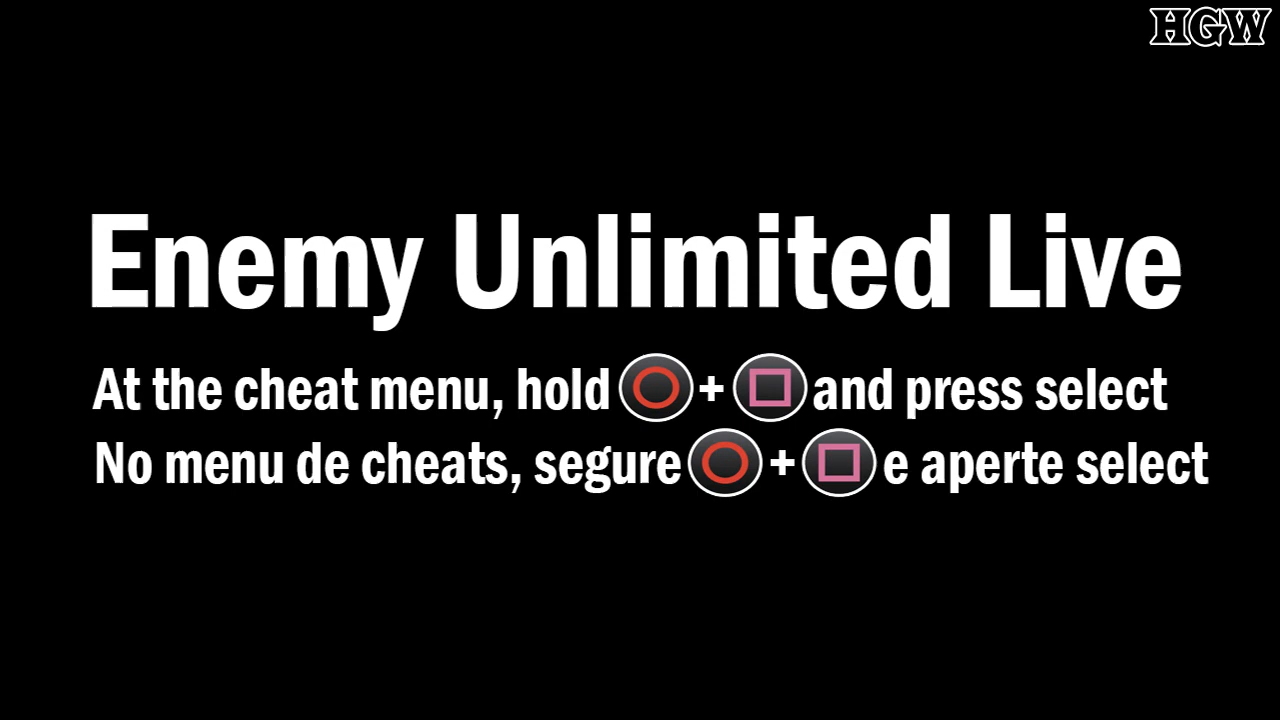 HGW
Enemy Unlimited Live
At the cheat menu, hold + and press select
No menu de cheats, segure + e aperte select